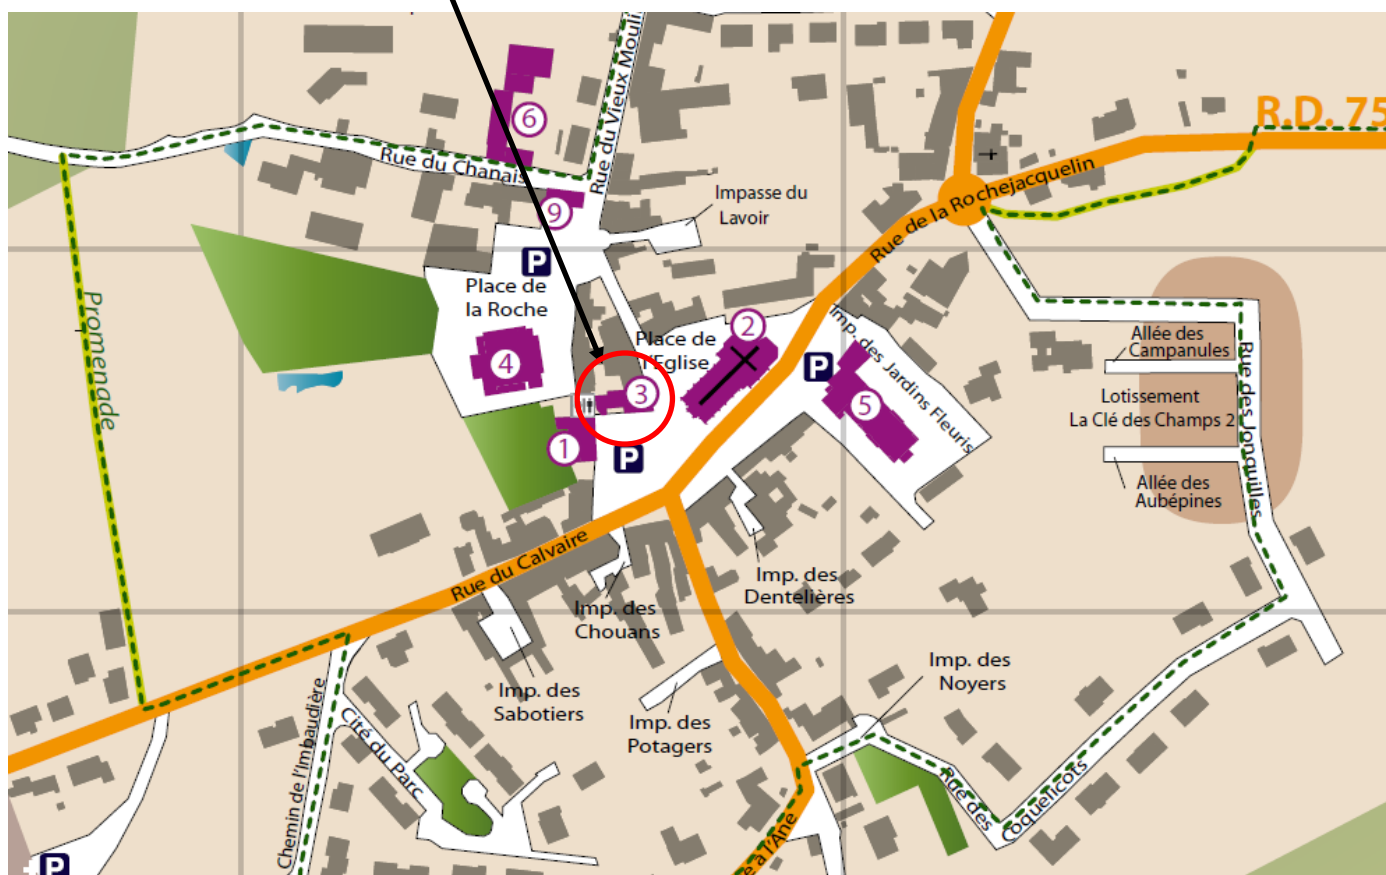 R.D. 75
Rue du Vieux Mouli
6
Rue du Chanais
9
Impasse du
Lavoir
Rue de la Rochejacquelin
P
Place de
la Roche
Promenade
4
2
Place de
l'Eglise
3
1
P
P
5
Imp. des Jardins Fleuris
Allée des
Campanules
Lotissement
La Clé des Champs 2
Rue des Jonquilles
Allée des
Aubépines
Rue du Calvaire
Imp. des
Dentelières
Imp. des
Chouans
Imp. des
Sabotiers
Imp. des
Potagers
Imp. des
Noyers
Chemin de l'Imbaudière
Cité du Parc
Rue des
Coquelicots
e à l'Ane
P